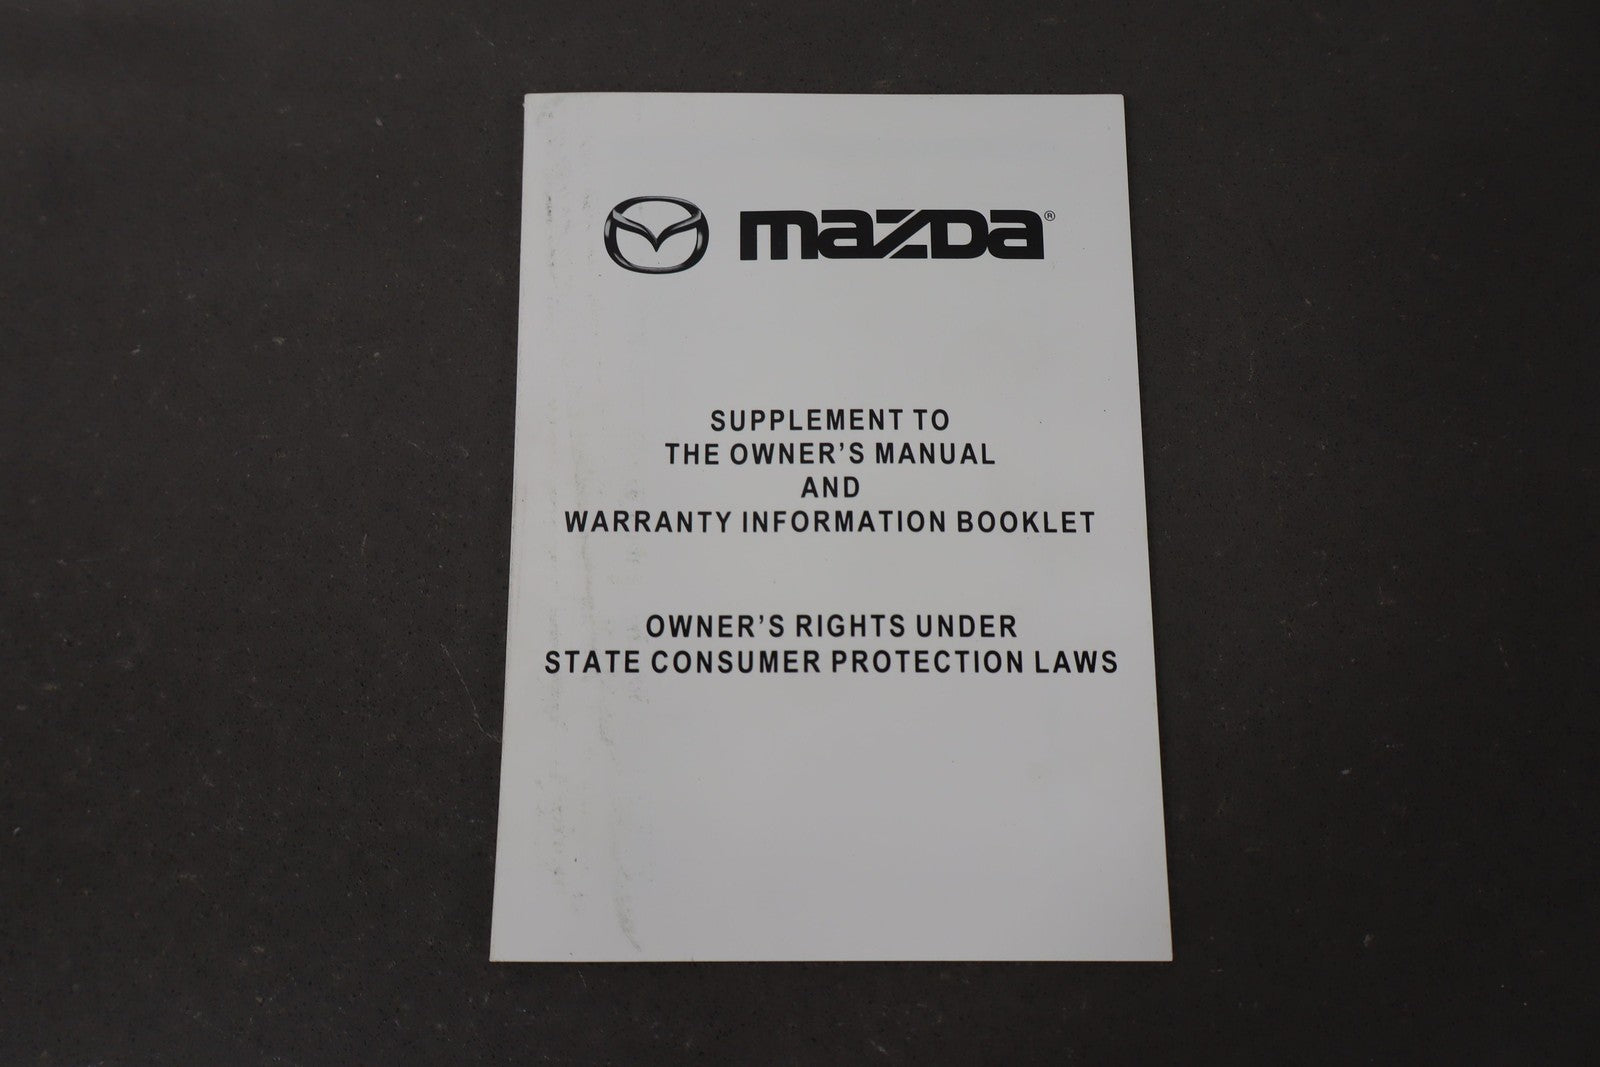 mazda®
SUPPLEMENT TO
THE OWNER'S MANUAL
AND
WARRANTY INFORMATION BOOKLET
OWNER'S RIGHTS UNDER
STATE CONSUMER PROTECTION LAWS